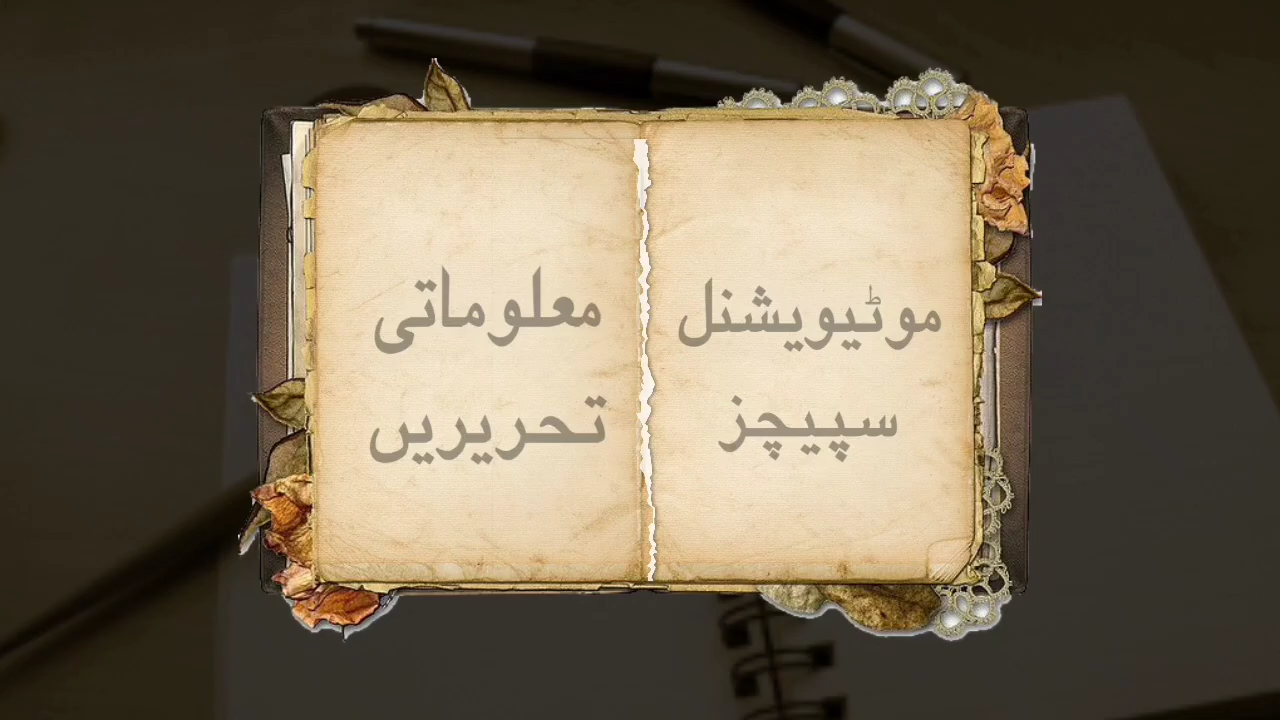 موٹیویشنل
سپیچز
معلوماتی
تحریریں